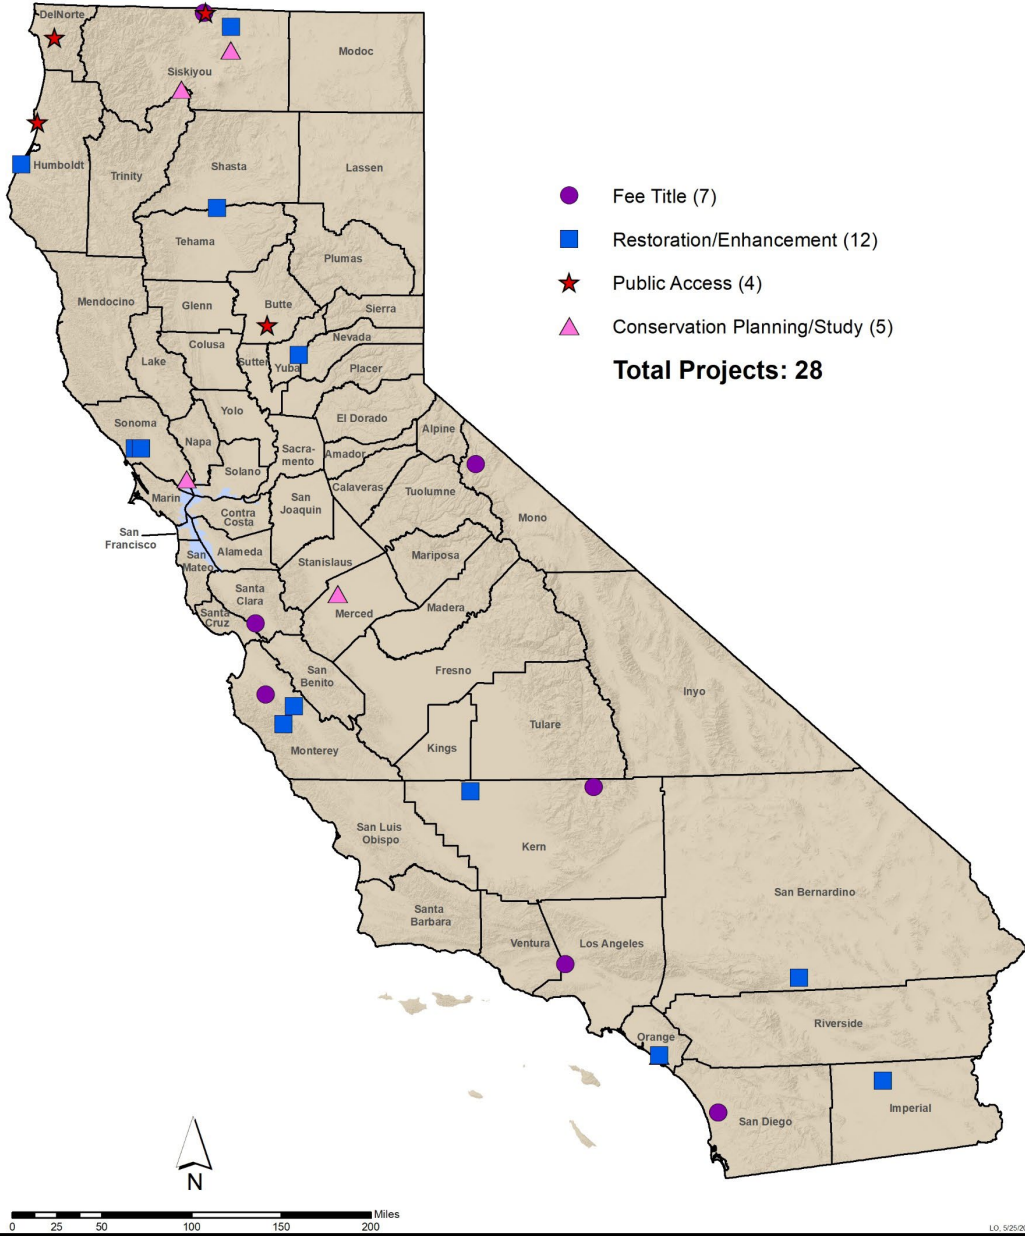 DelNorte
Siskiyou
Modoc
Humboldt
Trinity
Shasta
Lassen
Fee Title (7)
Restoration/Enhancement (12)
Public Access (4)
Conservation Planning/Study (5)
Total Projects: 28
Tehama
Plumas
Mendocino
Glenn
Butte
Sierra
Lake
Colusa
Sutter
Yuba
Nevada
Placer
Sonoma
Napa
Yolo
El Dorado
Alpine
Sacra-
mento
Amador
Solano
Calaveras
Tuolumne
Marin
Contra
Costa
San
Joaquin
Mono
San
Francisco
San
Mateo
Alameda
Stanislaus
Mariposa
Santa
Clara
Santa
Cruz
Merced
Madera
San
Benito
Fresno
Inyo
Monterey
Kings
Tulare
San Luis
Obispo
Kern
San Bernardino
Santa
Barbara
Ventura
Los Angeles
Orange
Riverside
San Diego
Imperial
N
Miles
0 25 50 100 150 200